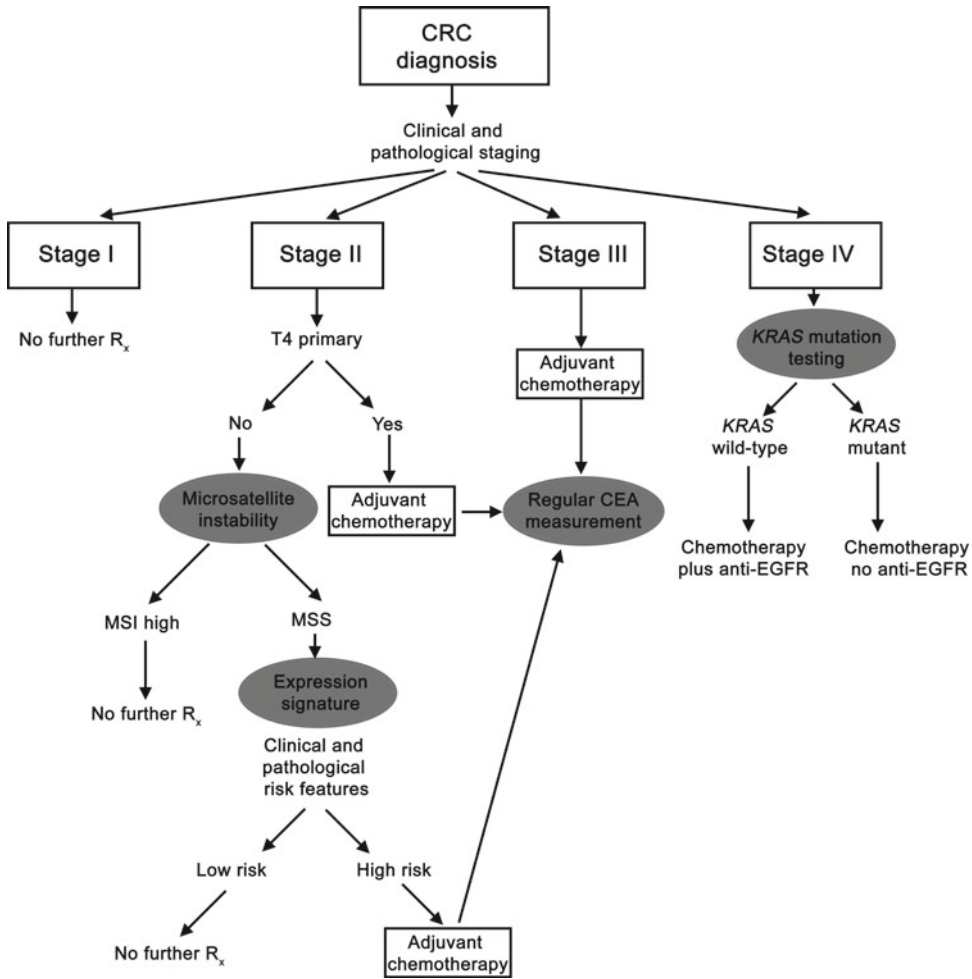 CRC
diagnosis
Clinical and
pathological staging
Stage I
Stage II
Stage III
Stage IV
No further Rx
T4 primary
KRAS mutation
testing
Adjuvant
chemotherapy
No
Yes
KRAS
wild-type
KRAS
mutant
Microsatellite
instability
Adjuvant
chemotherapy
Regular CEA
measurement
Chemotherapy
plus anti-EGFR
Chemotherapy
no anti-EGFR
MSI high
MSS
No further Rx
Expression
signature
Clinical and
pathological
risk features
Low risk
High risk
No further Rx
Adjuvant
chemotherapy